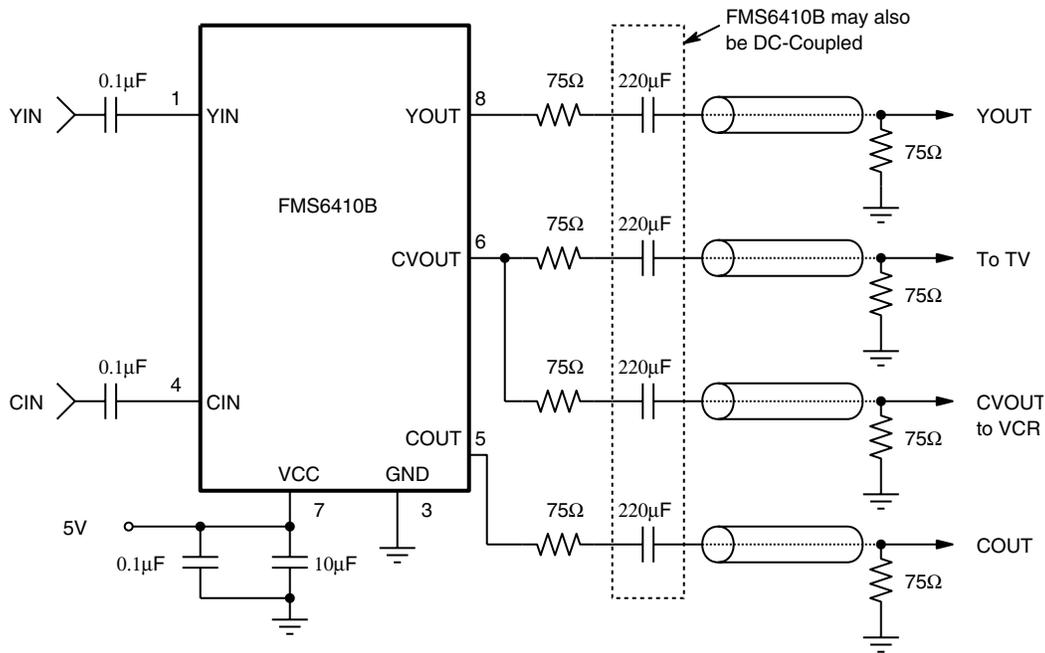 FMS6410B may also
be DC-Coupled
0.1µF
1
YIN
YIN
YOUT
8
75Ω
220µF
YOUT
75Ω
FMS6410B
CVOUT
6
75Ω
220µF
To TV
75Ω
0.1µF
4
CIN
CIN
75Ω
220µF
CVOUT
to VCR
75Ω
COUT
5
VCC
GND
7
3
75Ω
220µF
COUT
75Ω
5V
0.1µF
10µF